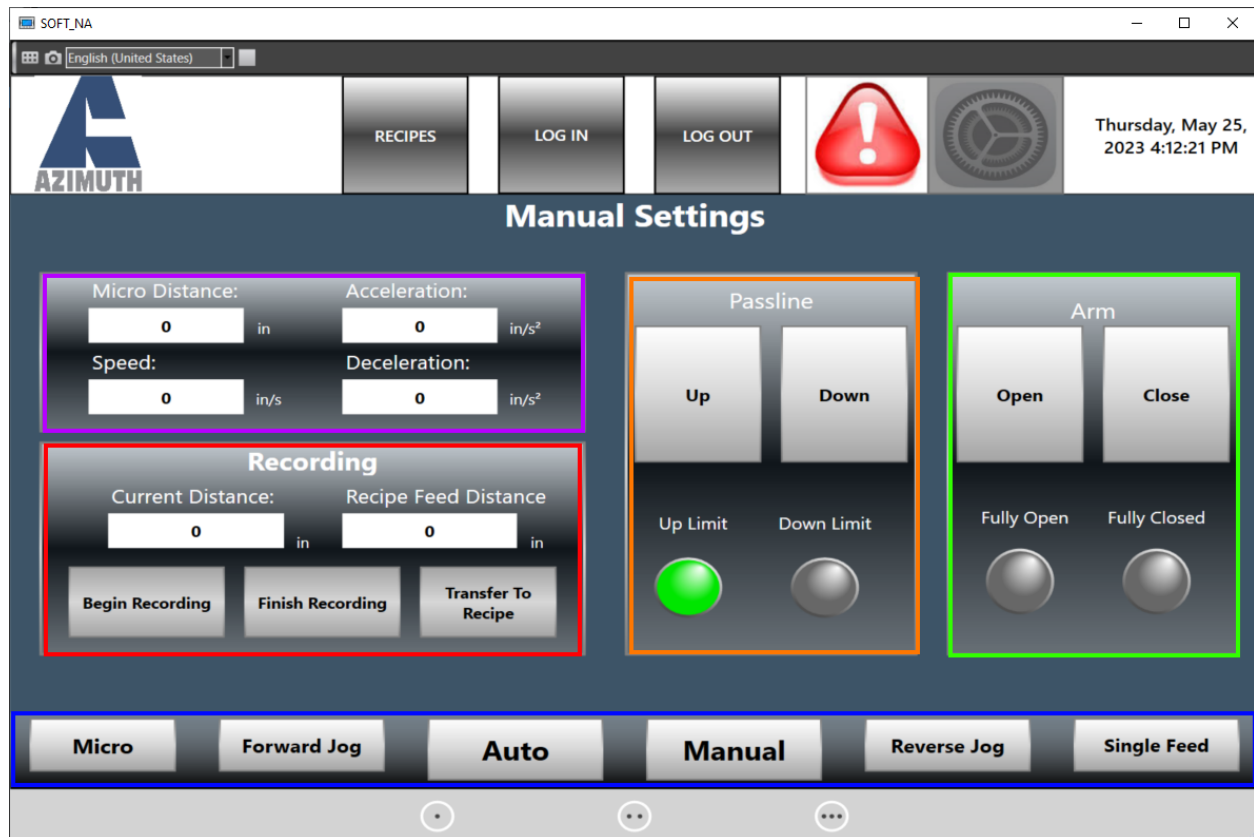 SOFT_NA
English (United States)
AZIMUTH
RECIPES
LOG IN
LOG OUT
Thursday, May 25,
2023 4:12:21 PM
Manual Settings
Micro Distance:
Acceleration:
0 in
0 in/s²
Speed:
Deceleration:
0 in/s
0 in/s²
Recording
Current Distance:
Recipe Feed Distance
0 in
0 in
Begin Recording
Finish Recording
Transfer To
Recipe
Passline
Up
Down
Up Limit
Down Limit
Arm
Open
Close
Fully Open
Fully Closed
Micro
Forward Jog
Auto
Manual
Reverse Jog
Single Feed